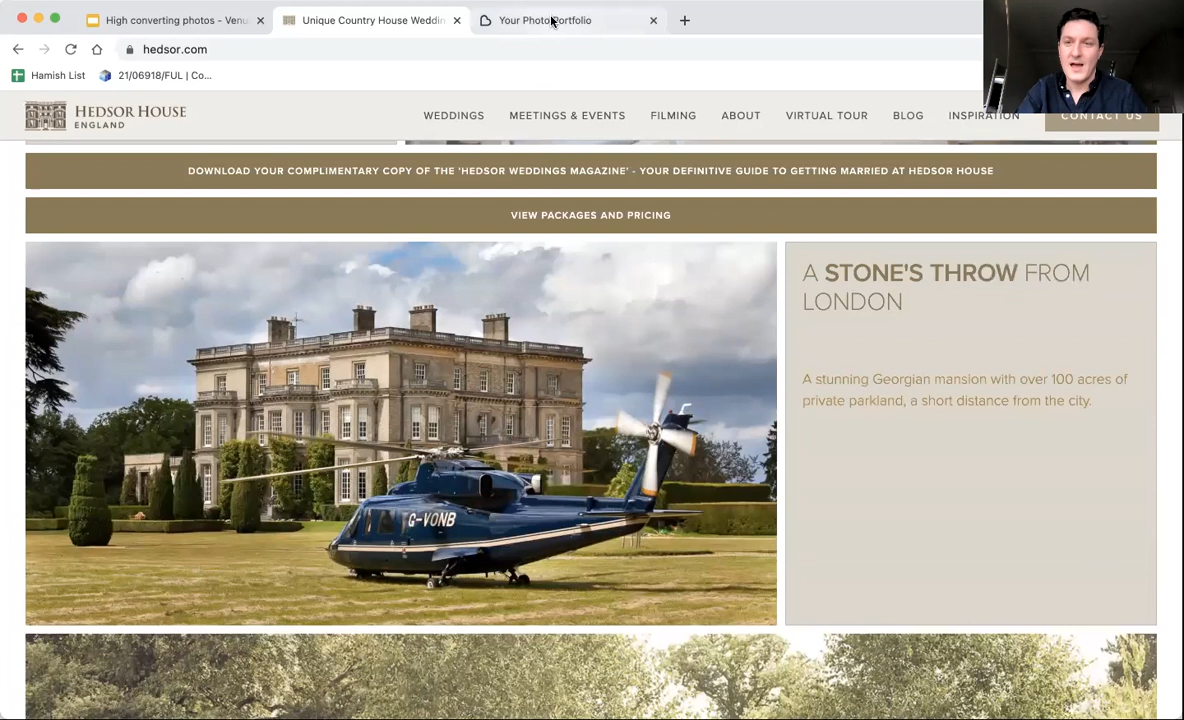 High converting photos - Venu
Unique Country House Weddin
Your Photo Portfolio
hedsor.com
Hamish List
21/06918/FUL | Co...
HEDSOR HOUSE
ENGLAND
WEDDINGS
MEETINGS & EVENTS
FILMING
ABOUT
VIRTUAL TOUR
BLOG
INSPIRATION
CONTACT US
DOWNLOAD YOUR COMPLIMENTARY COPY OF THE 'HEDSOR WEDDINGS MAGAZINE' - YOUR DEFINITIVE GUIDE TO GETTING MARRIED AT HEDSOR HOUSE
VIEW PACKAGES AND PRICING
G-VONB
A STONE'S THROW FROM
LONDON
A stunning Georgian mansion with over 100 acres of
private parkland, a short distance from the city.